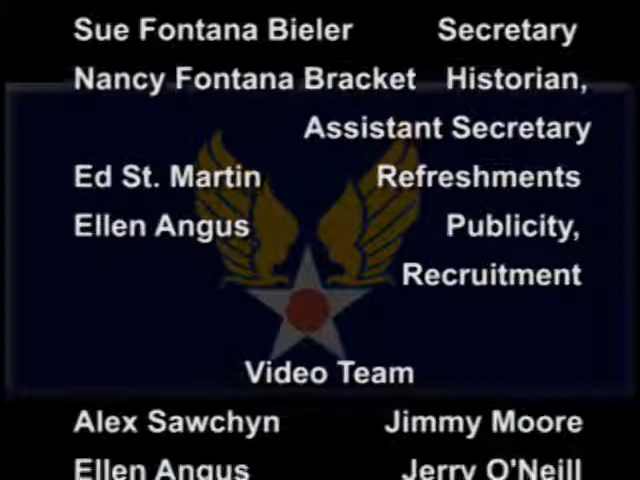 Sue Fontana Bieler Secretary
Nancy Fontana Bracket Historian,
Assistant Secretary
Ed St. Martin Refreshments
Ellen Angus Publicity,
Recruitment
Video Team
Alex Sawchyn Jimmy Moore
Ellen Angus Jerry O'Neill